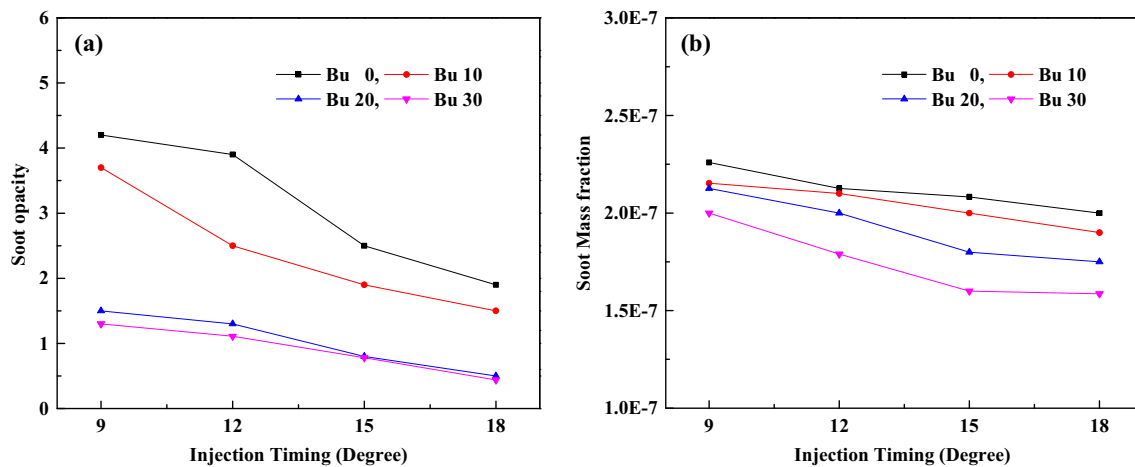 (a)
Bu 0, Bu 10
Bu 20, Bu 30
Soot opacity
6
5
4
3
2
1
0
9 12 15 18
Injection Timing (Degree)
(b)
Bu 0, Bu 10
Bu 20, Bu 30
Soot Mass fraction
3.0E-7
2.5E-7
2.0E-7
1.5E-7
1.0E-7
9 12 15 18
Injection Timing (Degree)